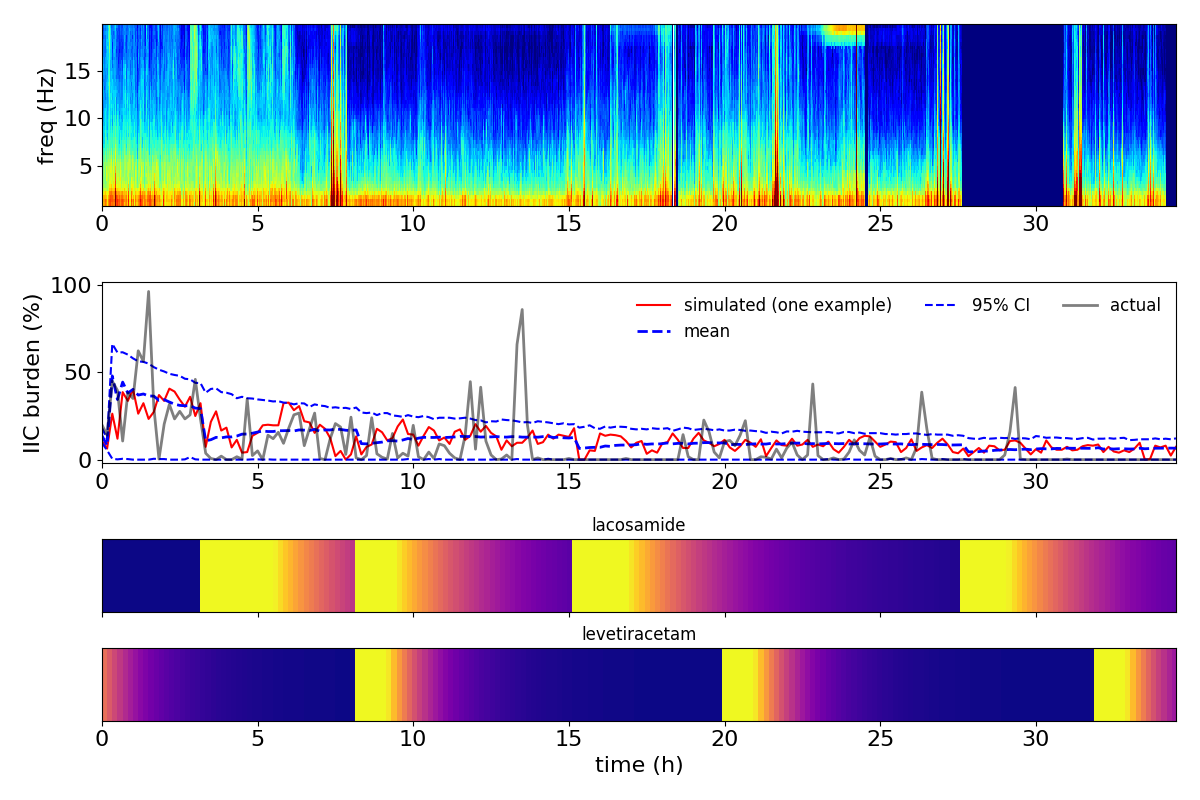 freq (Hz)
15
10
5
0 5 10 15 20 25 30
IIC burden (%)
100
50
0
simulated (one example) 95% CI actual
mean
0 5 10 15 20 25 30
lacosamide
levetiracetam
0 5 10 15 20 25 30
time (h)